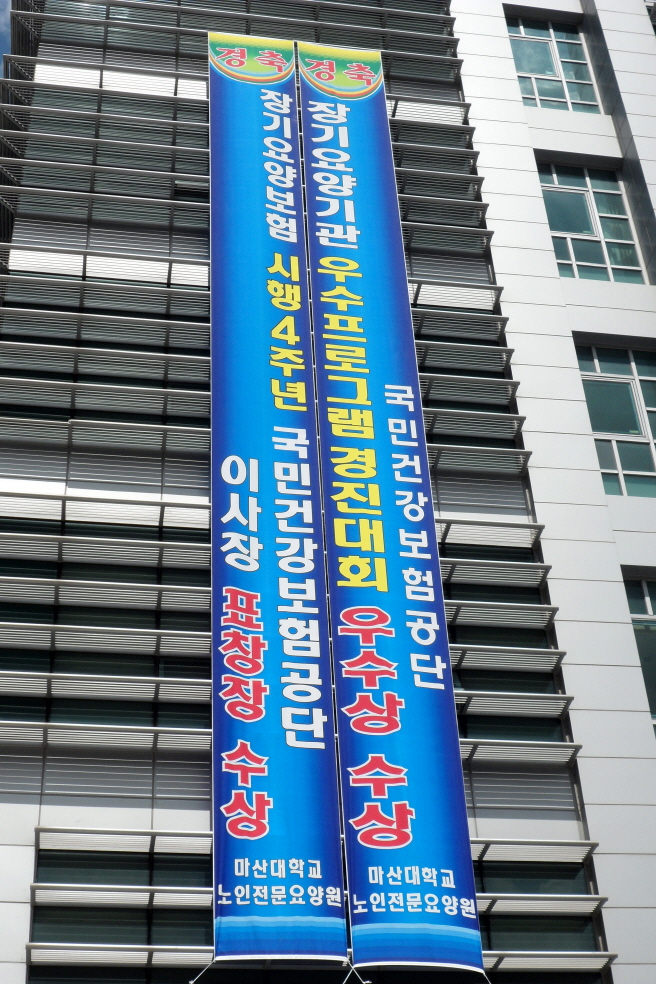 경축
장기요양보험 시행4주년 국민건강보험공단
이사장 표창장 수상
마산대학교
노인전문요양원
경축
장기요양기관 우수프로그램 경진대회 우수상 수상
국민건강보험공단
마산대학교
노인전문요양원